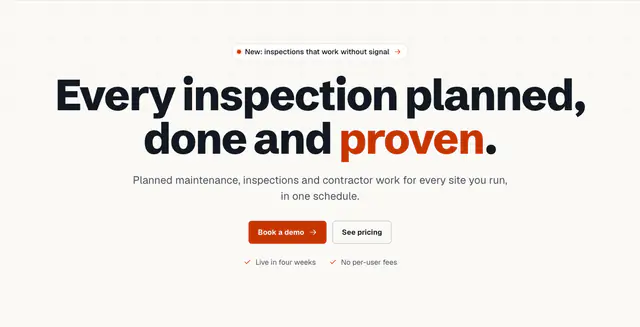 New: inspections that work without signal →
Every inspection planned,
done and proven.
Planned maintenance, inspections and contractor work for every site you run,
in one schedule.
Book a demo →
See pricing
✓ Live in four weeks
✓ No per-user fees